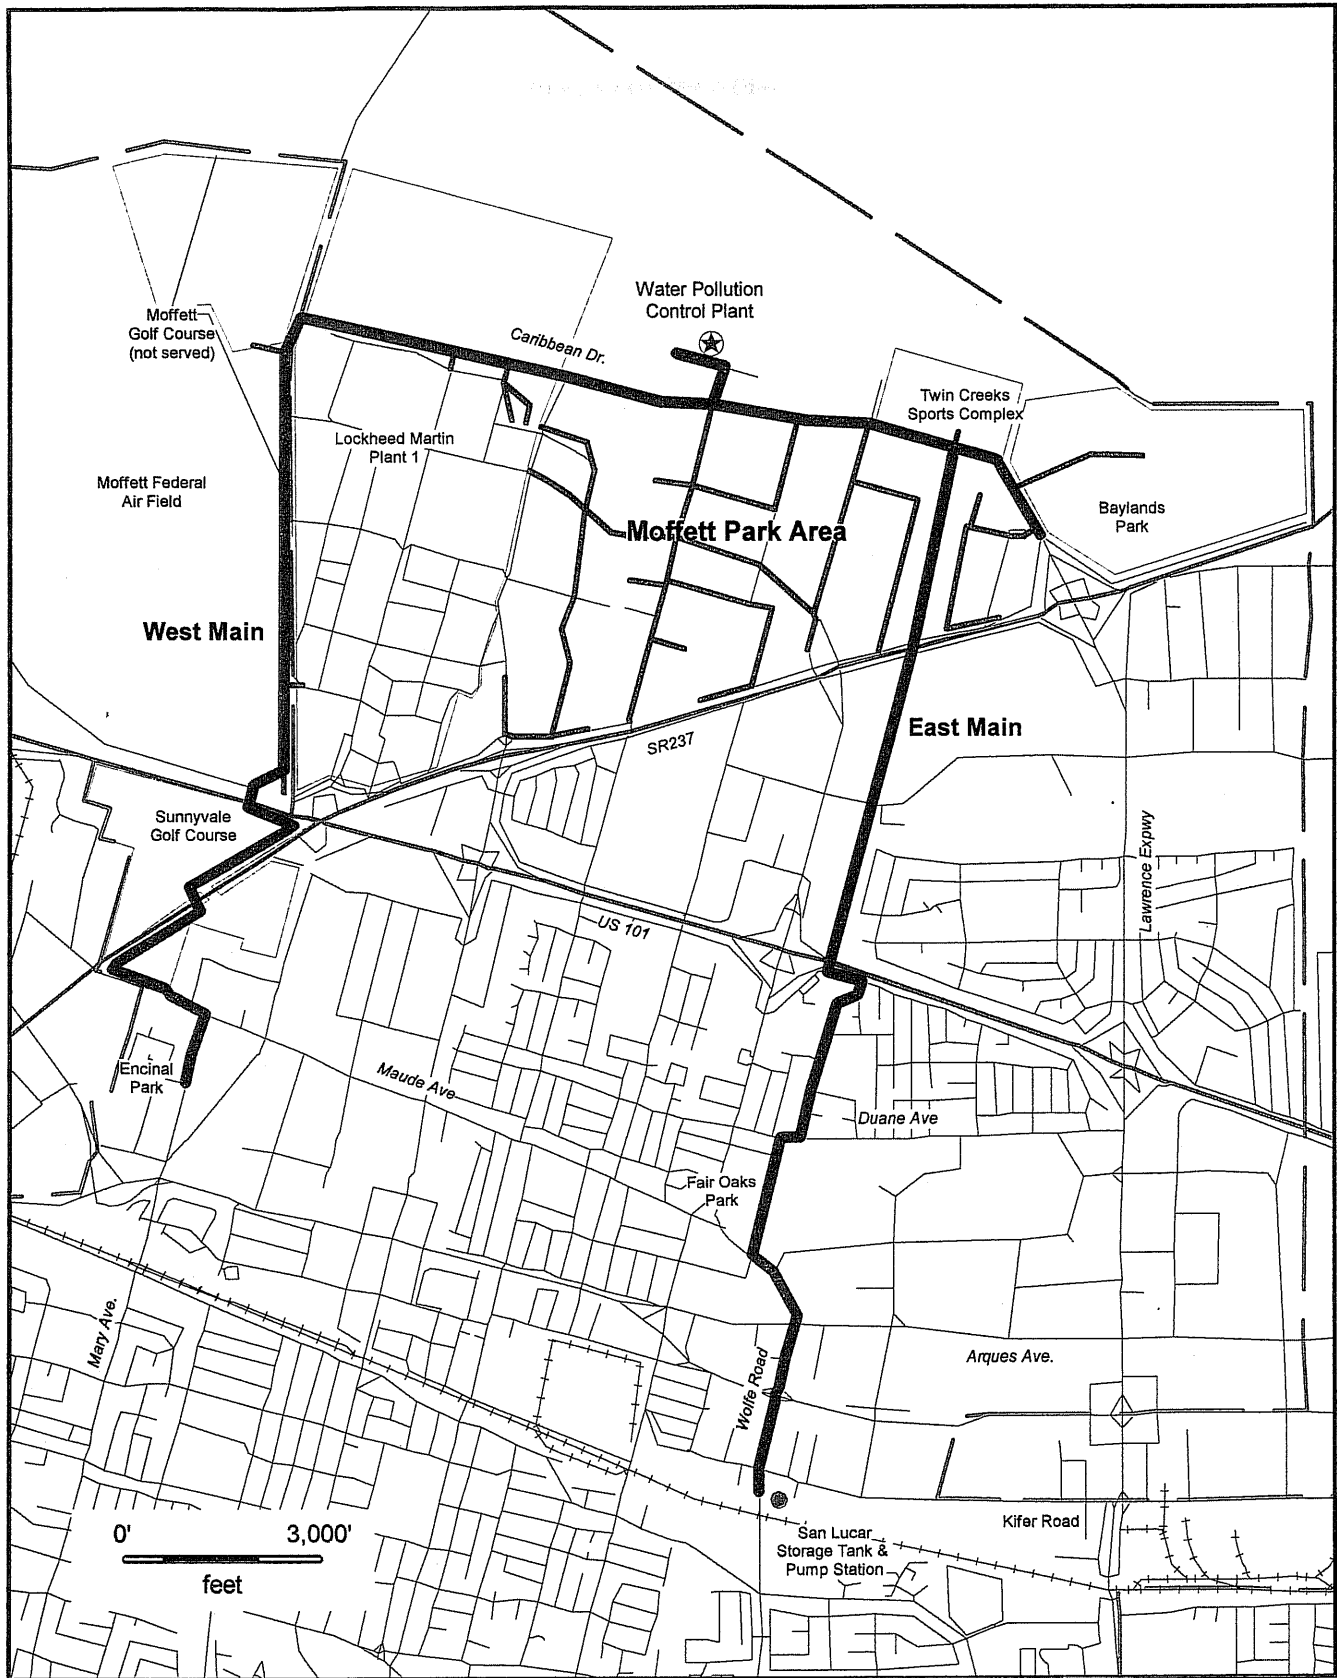 Water Pollution
Control Plant
Moffett
Golf Course
(not served)
Caribbean Dr.
Twin Creeks
Sports Complex
Lockheed Martin
Plant 1
Moffett Federal
Air Field
Moffett Park Area
Baylands
Park
West Main
East Main
SR237
Sunnyvale
Golf Course
Lawrence Expwy
US 101
Encinal
Park
Maude Ave
Duane Ave
Fair Oaks
Park
Mary Ave.
Wolfe Road
Arques Ave.
0' 3,000'
feet
San Lucar
Storage Tank &
Pump Station
Kifer Road